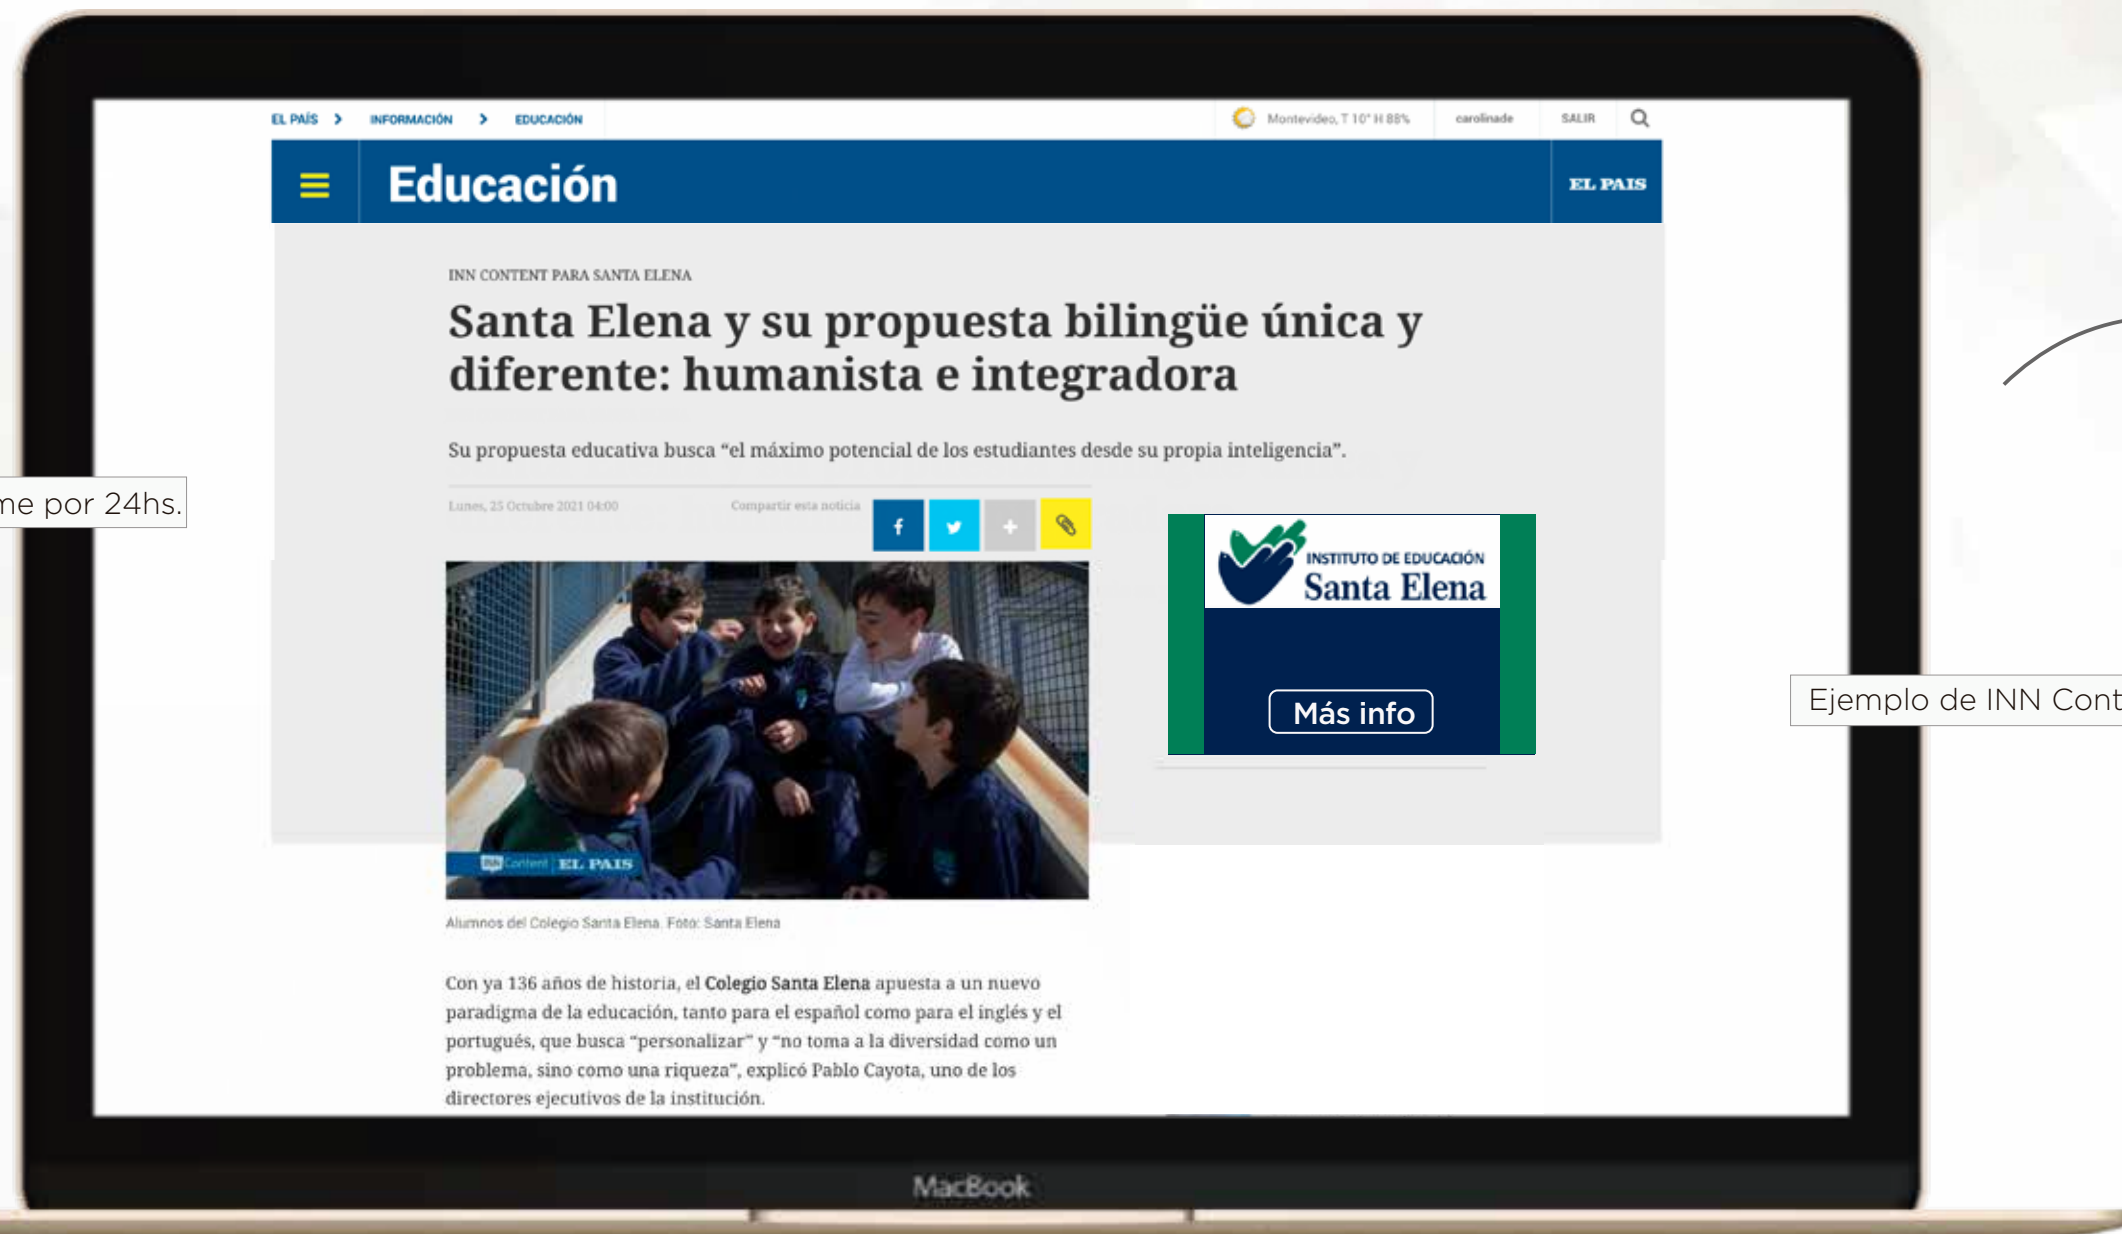 EL PAÍS > INFORMACIÓN > EDUCACIÓN
Montevideo, T 10° H 88% carolinade SALIR
Educación
EL PAIS
INN CONTENT PARA SANTA ELENA
Santa Elena y su propuesta bilingüe única y
diferente: humanista e integradora
Su propuesta educativa busca “el máximo potencial de los estudiantes desde su propia inteligencia”.
me por 24hs.
Lunes, 25 Octubre 2021 04:00
Compartir esta noticia
INSTITUTO DE EDUCACIÓN
Santa Elena
Más info
Ejemplo de INN Cont
INN Content EL PAIS
Alumnos del Colegio Santa Elena. Foto: Santa Elena
Con ya 136 años de historia, el Colegio Santa Elena apuesta a un nuevo
paradigma de la educación, tanto para el español como para el inglés y el
portugués, que busca “personalizar” y “no toma a la diversidad como un
problema, sino como una riqueza”, explicó Pablo Cayota, uno de los
directores ejecutivos de la institución.
MacBook